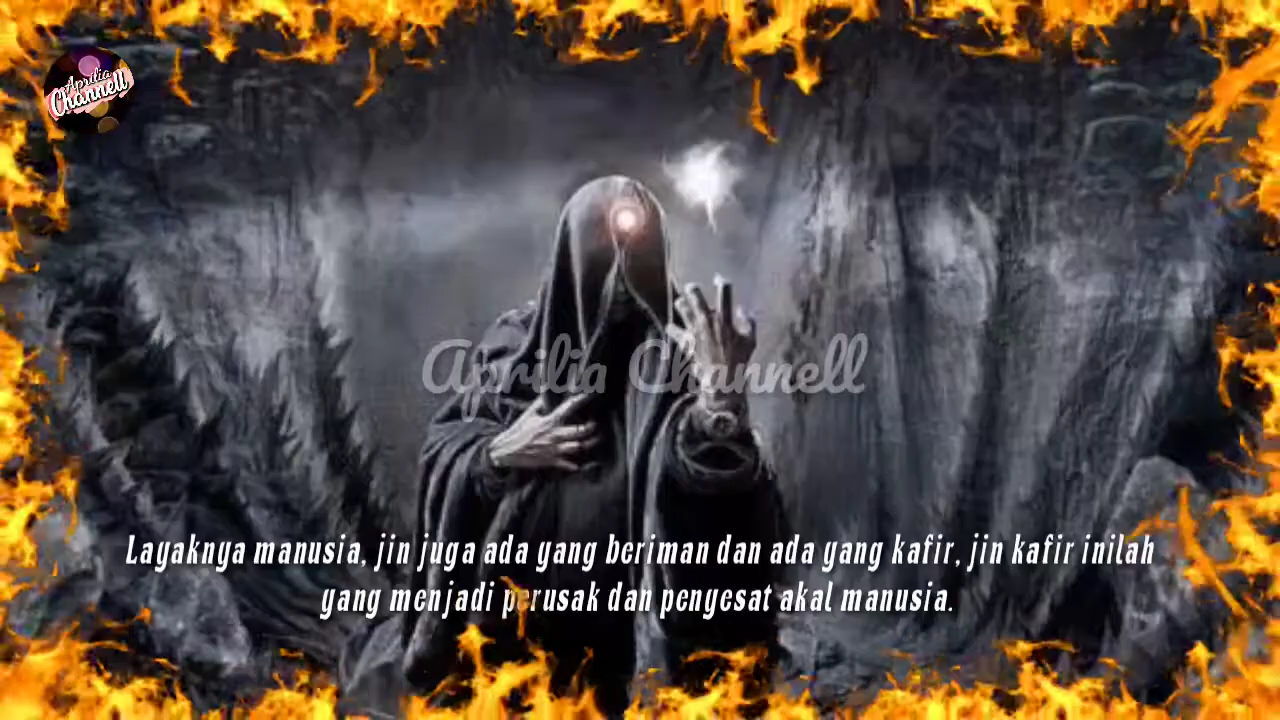 Aprilia
Channell
Aprilia Channell
Layaknya manusia, jin juga ada yang beriman dan ada yang kafir, jin kafir inilah
yang menjadi perusak dan penyesat akal manusia.